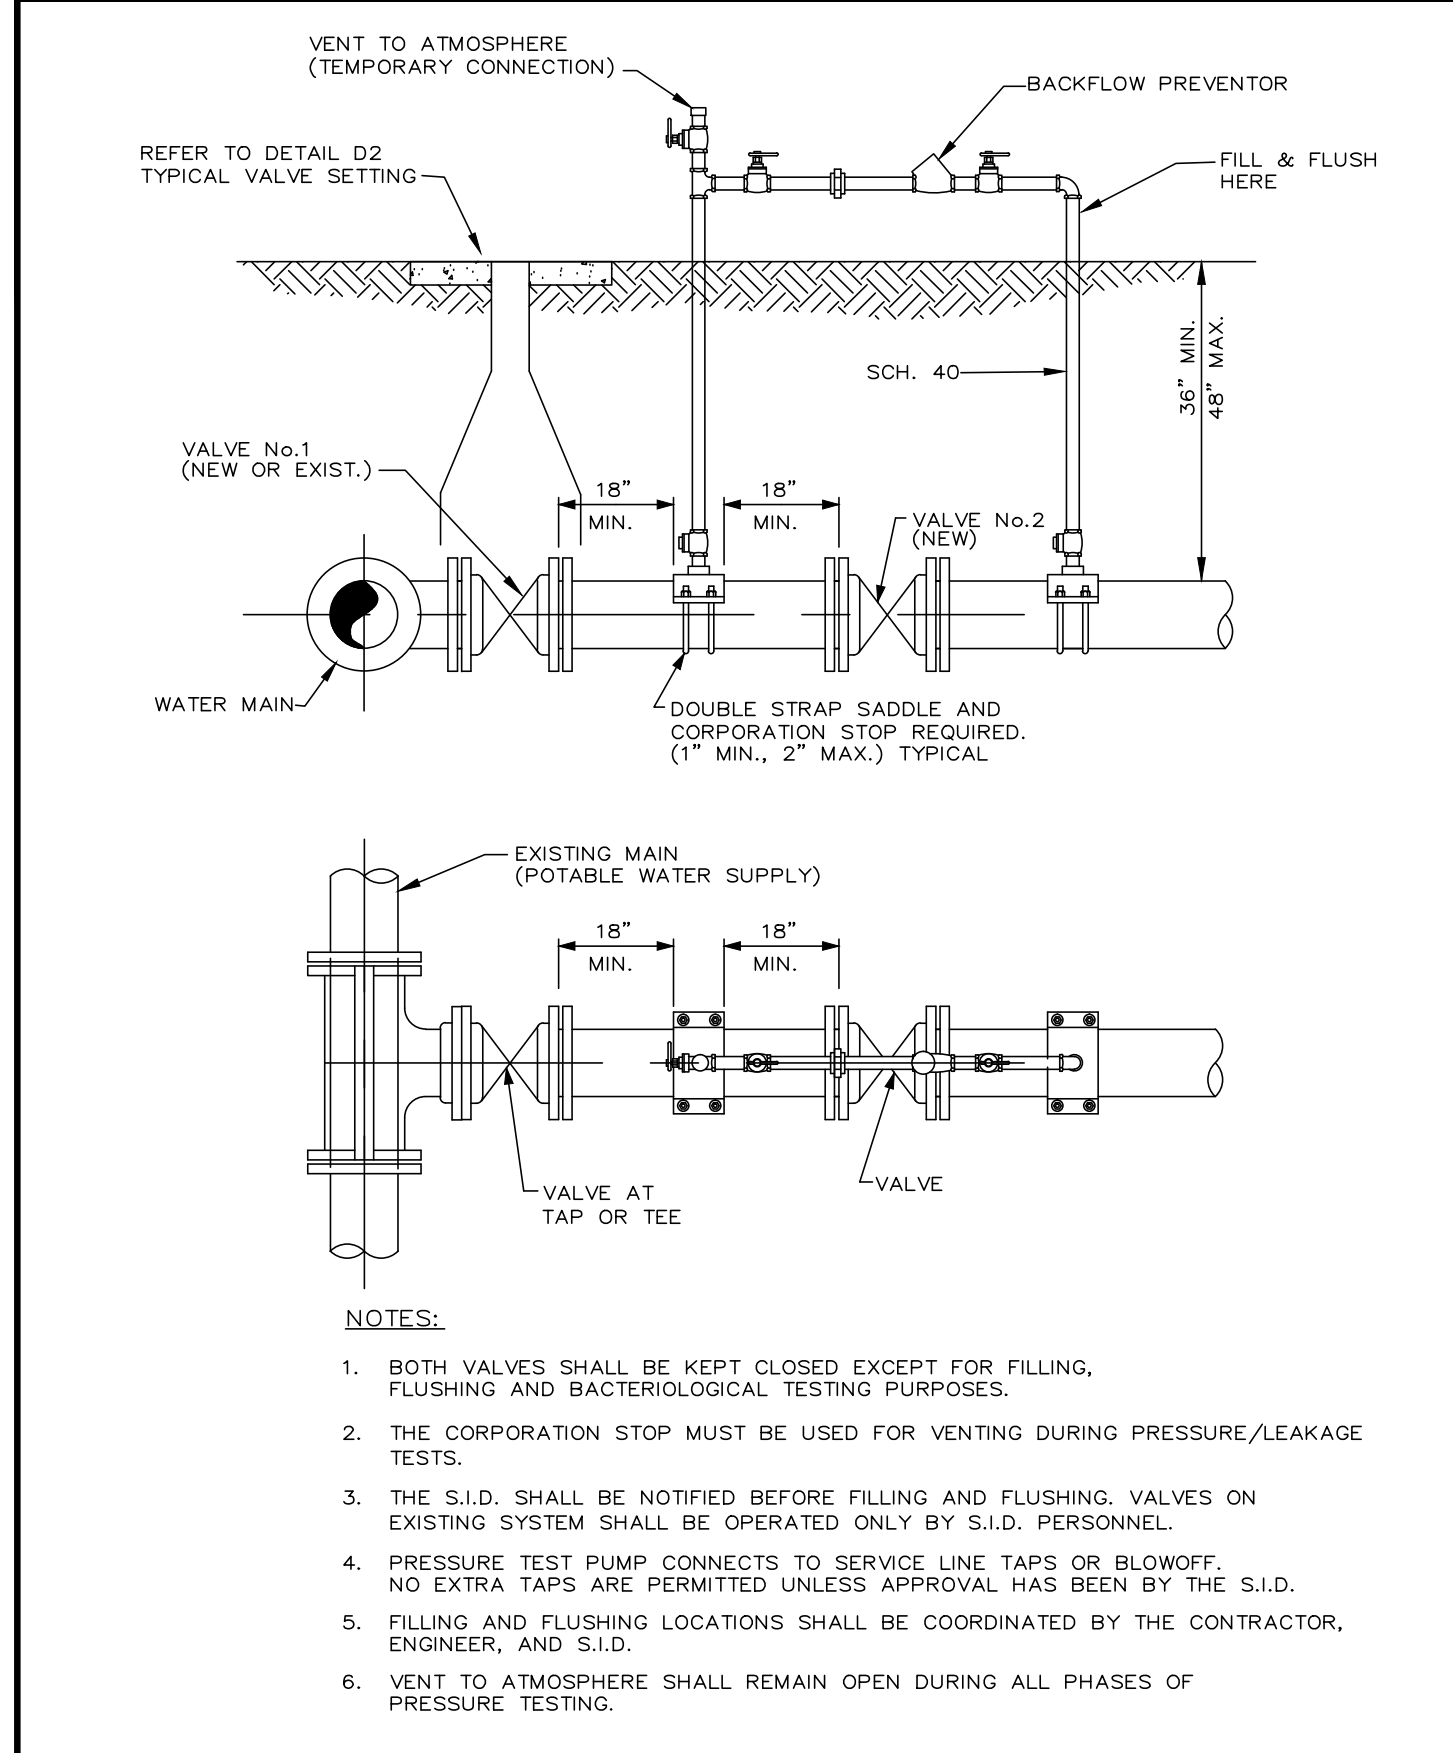 VENT TO ATMOSPHERE
(TEMPORARY CONNECTION)
BACKFLOW PREVENTOR
REFER TO DETAIL D2
TYPICAL VALVE SETTING
FILL & FLUSH
HERE
SCH. 40
36" MIN.
48" MAX.
VALVE No.1
(NEW OR EXIST.)
18"
MIN.
18"
MIN.
VALVE No.2
(NEW)
WATER MAIN
DOUBLE STRAP SADDLE AND
CORPORATION STOP REQUIRED.
(1" MIN., 2" MAX.) TYPICAL
EXISTING MAIN
(POTABLE WATER SUPPLY)
18"
MIN.
18"
MIN.
VALVE AT
TAP OR TEE
VALVE
NOTES:
1. BOTH VALVES SHALL BE KEPT CLOSED EXCEPT FOR FILLING,
FLUSHING AND BACTERIOLOGICAL TESTING PURPOSES.
2. THE CORPORATION STOP MUST BE USED FOR VENTING DURING PRESSURE/LEAKAGE
TESTS.
3. THE S.I.D. SHALL BE NOTIFIED BEFORE FILLING AND FLUSHING. VALVES ON
EXISTING SYSTEM SHALL BE OPERATED ONLY BY S.I.D. PERSONNEL.
4. PRESSURE TEST PUMP CONNECTS TO SERVICE LINE TAPS OR BLOWOFF.
NO EXTRA TAPS ARE PERMITTED UNLESS APPROVAL HAS BEEN BY THE S.I.D.
5. FILLING AND FLUSHING LOCATIONS SHALL BE COORDINATED BY THE CONTRACTOR,
ENGINEER, AND S.I.D.
6. VENT TO ATMOSPHERE SHALL REMAIN OPEN DURING ALL PHASES OF
PRESSURE TESTING.